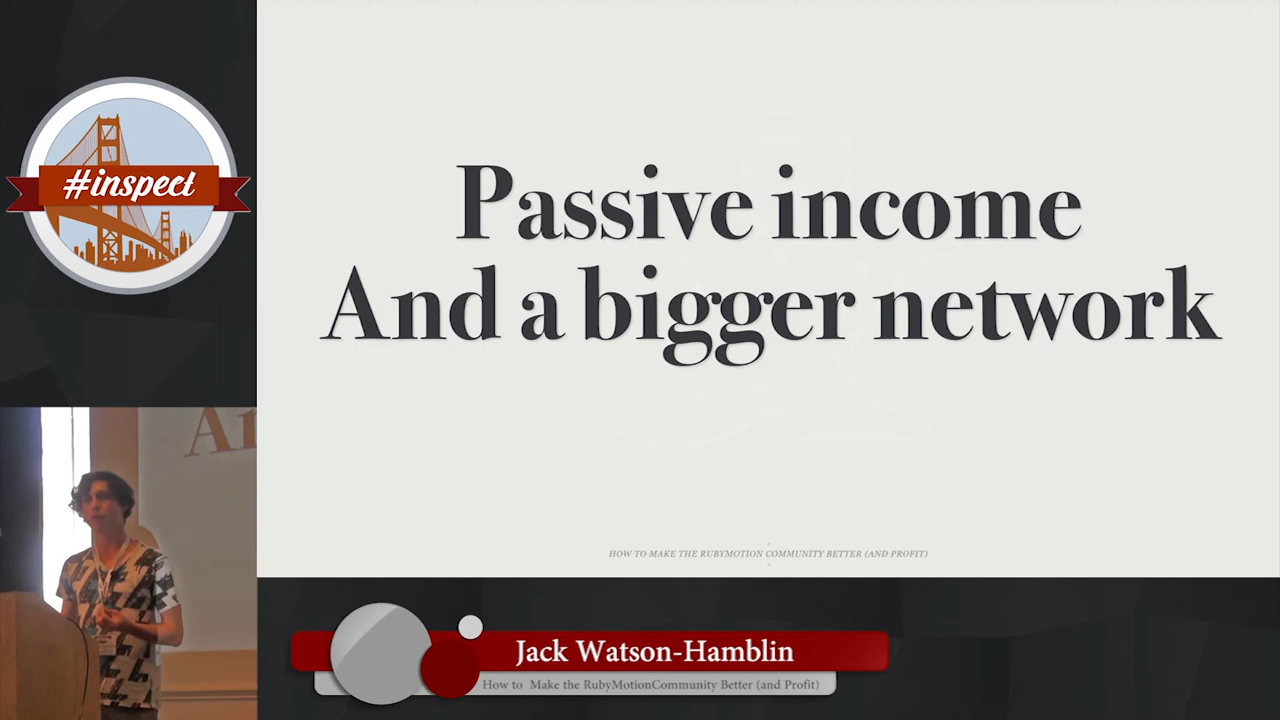 #inspect
Passive income
And a bigger network
HOW TO MAKE THE RUBYMOTION COMMUNITY BETTER (AND PROFIT)
An
Jack Watson-Hamblin
How to Make the RubyMotionCommunity Better (and Profit)